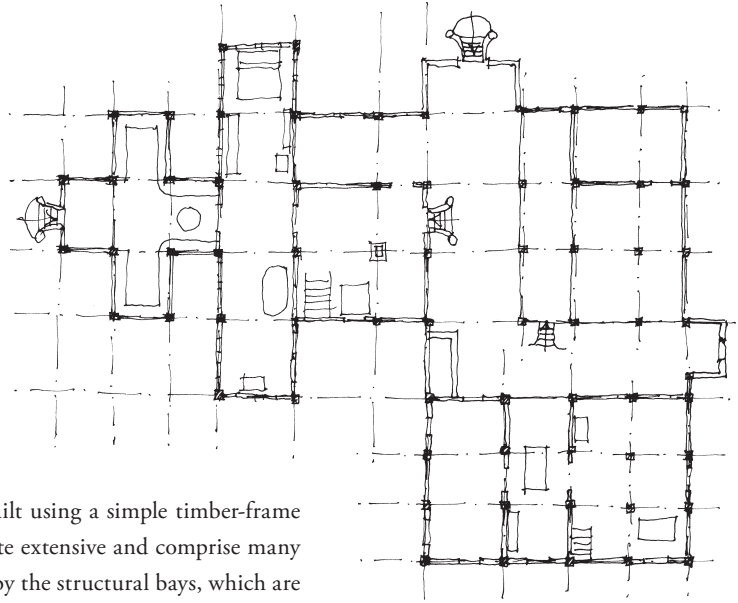 ilt using a simple timber-frame
te extensive and comprise many
by the structural bays, which are